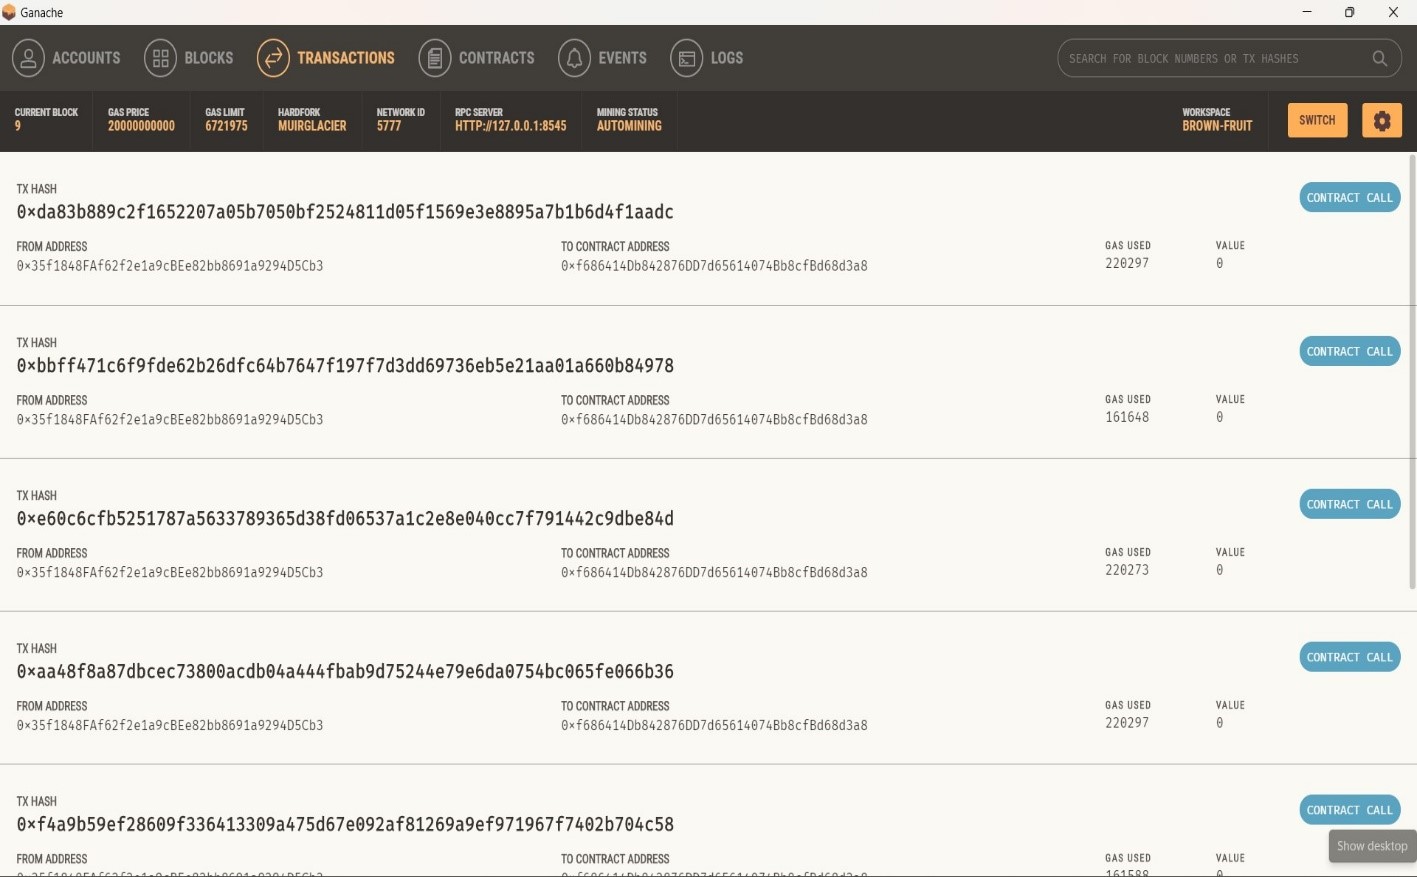 Ganache
ACCOUNTS BLOCKS TRANSACTIONS CONTRACTS EVENTS LOGS SEARCH FOR BLOCK NUMBERS OR TX HASHES
CURRENT BLOCK GAS PRICE GAS LIMIT HARDFORK NETWORK ID RPC SERVER MINING STATUS WORKSPACE SWITCH
9 20000000000 6721975 MUIRGLACIER 5777 HTTP://127.0.0.1:8545 AUTOMINING BROWN-FRUIT
TX HASH CONTRACT CALL
0×da83b889c2f1652207a05b7050bf2524811d05f1569e3e8895a7b1b6d4f1aadc
FROM ADDRESS TO CONTRACT ADDRESS GAS USED VALUE
0×35f1848FAf62f2e1a9cBEe82bb8691a9294D5Cb3 0×f686414Db842876DD7d65614074Bb8cfBd68d3a8 220297 0
TX HASH CONTRACT CALL
0×bbff471c6f9fde62b26dfc64b7647f197f7d3dd69736eb5e21aa01a660b84978
FROM ADDRESS TO CONTRACT ADDRESS GAS USED VALUE
0×35f1848FAf62f2e1a9cBEe82bb8691a9294D5Cb3 0×f686414Db842876DD7d65614074Bb8cfBd68d3a8 161648 0
TX HASH CONTRACT CALL
0×e60c6cfb5251787a5633789365d38fd06537a1c2e8e040cc7f791442c9dbe84d
FROM ADDRESS TO CONTRACT ADDRESS GAS USED VALUE
0×35f1848FAf62f2e1a9cBEe82bb8691a9294D5Cb3 0×f686414Db842876DD7d65614074Bb8cfBd68d3a8 220273 0
TX HASH CONTRACT CALL
0×aa48f8a87dbcec73800acdb04a444fbab9d75244e79e6da0754bc065fe066b36
FROM ADDRESS TO CONTRACT ADDRESS GAS USED VALUE
0×35f1848FAf62f2e1a9cBEe82bb8691a9294D5Cb3 0×f686414Db842876DD7d65614074Bb8cfBd68d3a8 220297 0
TX HASH CONTRACT CALL
0×f4a9b59ef28609f336413309a475d67e092af81269a9ef971967f7402b704c58
Show desktop
FROM ADDRESS TO CONTRACT ADDRESS GAS USED VALUE